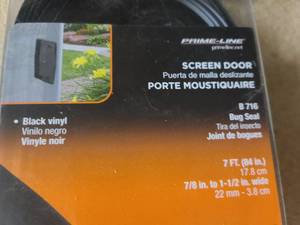 PRIME-LINE®
primeline.net
SCREEN DOOR
Puerta de malla deslizante
PORTE MOUSTIQUAIRE
B 716
Bug Seal
Tira del insecto
Joint de bogues
• Black vinyl
Vinilo negro
Vinyle noir
7 FT. (84 in.)
17.8 cm
7/8 in. to 1-1/2 in. wide
22 mm - 3.8 cm